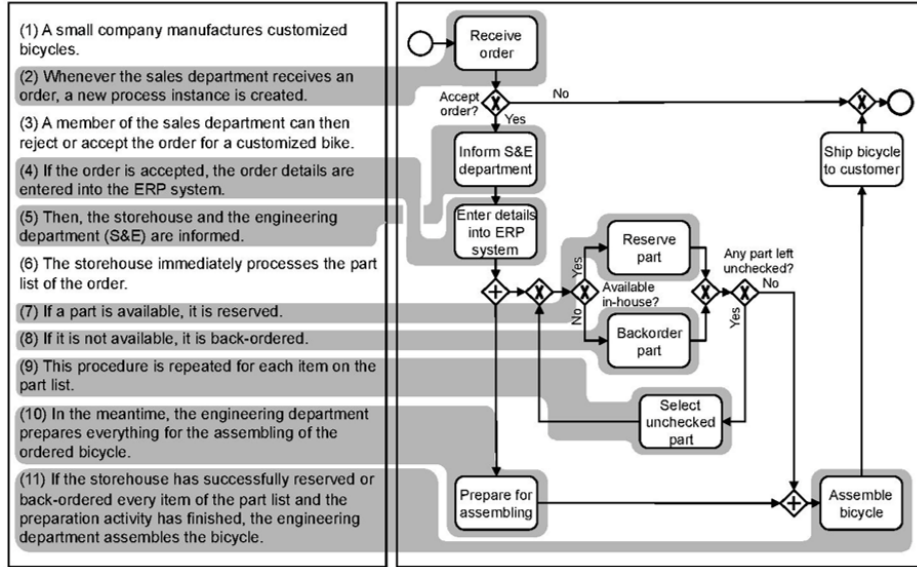 (1) A small company manufactures customized
bicycles.
(2) Whenever the sales department receives an
order, a new process instance is created.
(3) A member of the sales department can then
reject or accept the order for a customized bike.
(4) If the order is accepted, the order details are
entered into the ERP system.
(5) Then, the storehouse and the engineering
department (S&E) are informed.
(6) The storehouse immediately processes the part
list of the order.
(7) If a part is available, it is reserved.
(8) If it is not available, it is back-ordered.
(9) This procedure is repeated for each item on the
part list.
(10) In the meantime, the engineering department
prepares everything for the assembling of the
ordered bicycle.
(11) If the storehouse has successfully reserved or
back-ordered every item of the part list and the
preparation activity has finished, the engineering
department assembles the bicycle.
Receive
order
Accept
order?
No
Yes
Inform S&E
department
Enter details
into ERP
system
Ship bicycle
to customer
Reserve
part
Yes
Available
in-house?
No
Backorder
part
Any part left
unchecked?
No
Yes
Select
unchecked
part
Prepare for
assembling
Assemble
bicycle